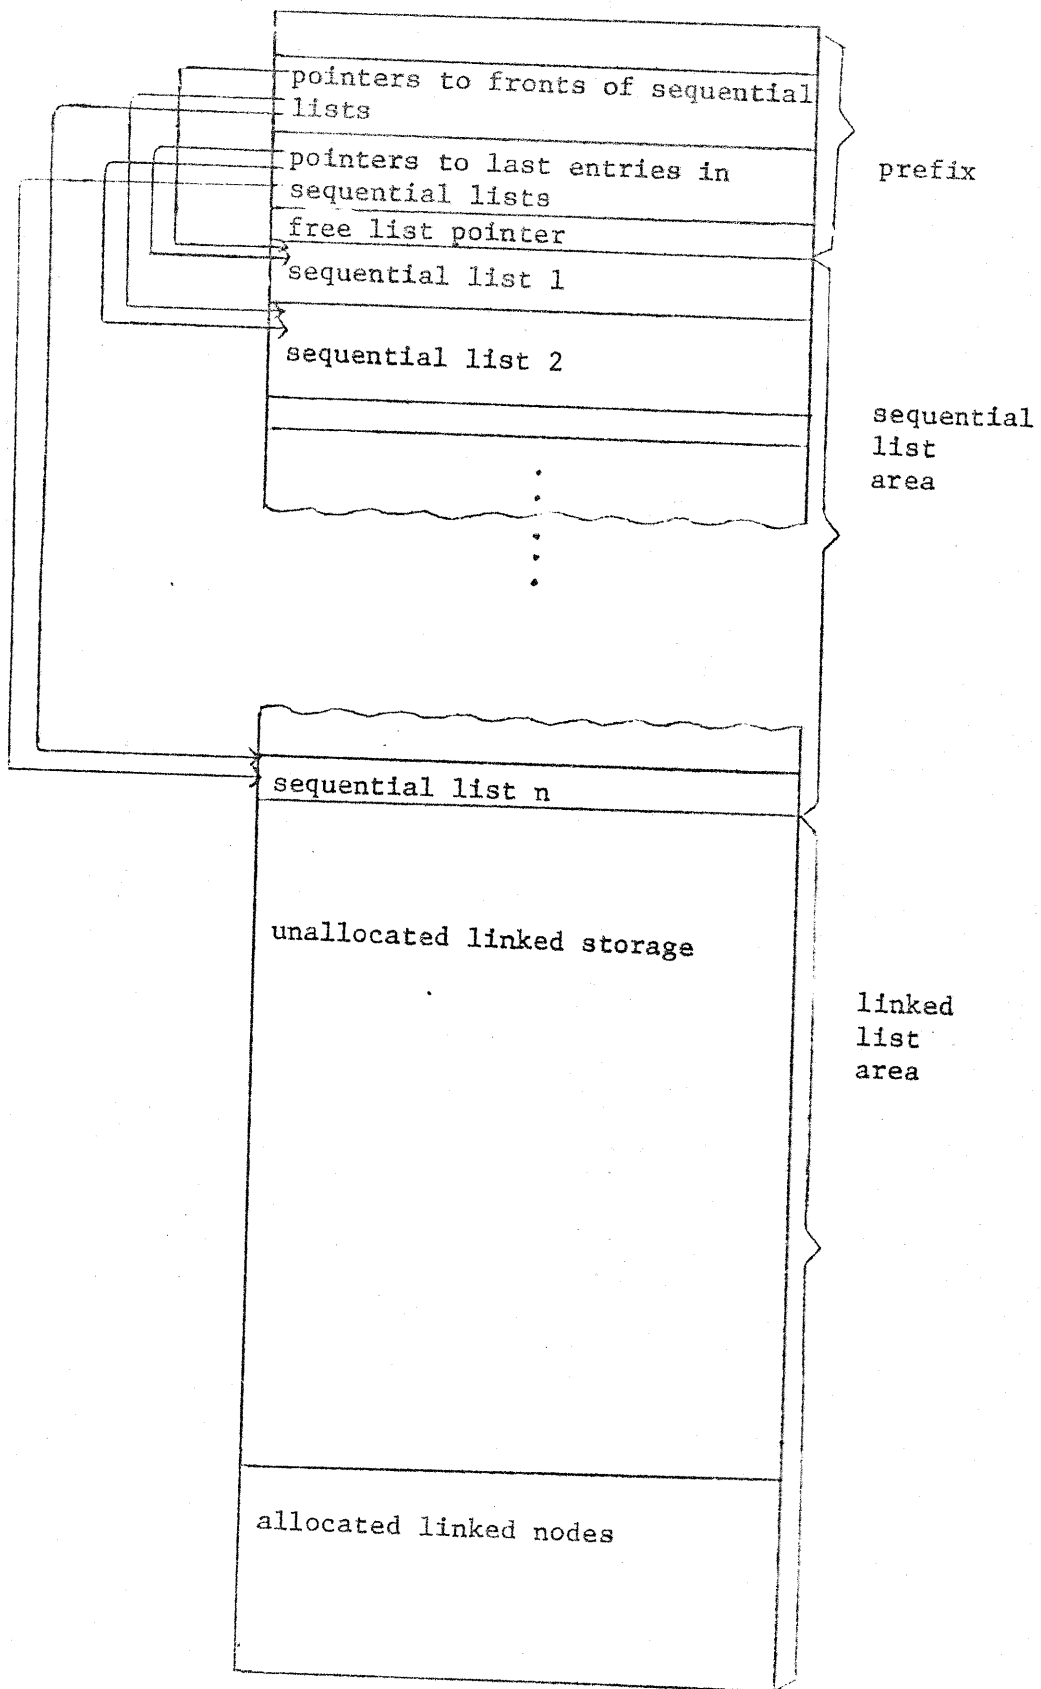 pointers to fronts of sequential
lists
pointers to last entries in
sequential lists
free list pointer
prefix
sequential list 1
sequential list 2
sequential
list
area
sequential list n
unallocated linked storage
linked
list
area
allocated linked nodes